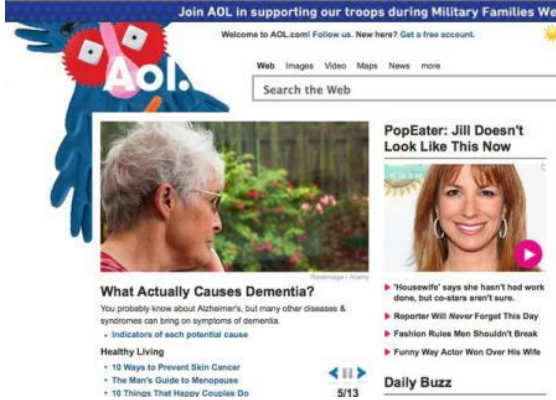 Join AOL in supporting our troops during Military Families We
Welcome to AOL.com! Follow us. New here? Get a free account.
Aol.
Web Images Video Maps News more
Search the Web
What Actually Causes Dementia?
You probably know about Alzheimer's, but many other diseases &
syndromes can bring on symptoms of dementia.
• Indicators of each potential cause
Healthy Living
• 10 Ways to Prevent Skin Cancer
• The Man's Guide to Menopause
• 10 Things That Happy Couples Do
5/13
PopEater: Jill Doesn't
Look Like This Now
'Housewife' says she hasn't had work
done, but co-stars aren't sure.
Reporter Will Never Forget This Day
Fashion Rules Men Shouldn't Break
Funny Way Actor Won Over His Wife
Daily Buzz